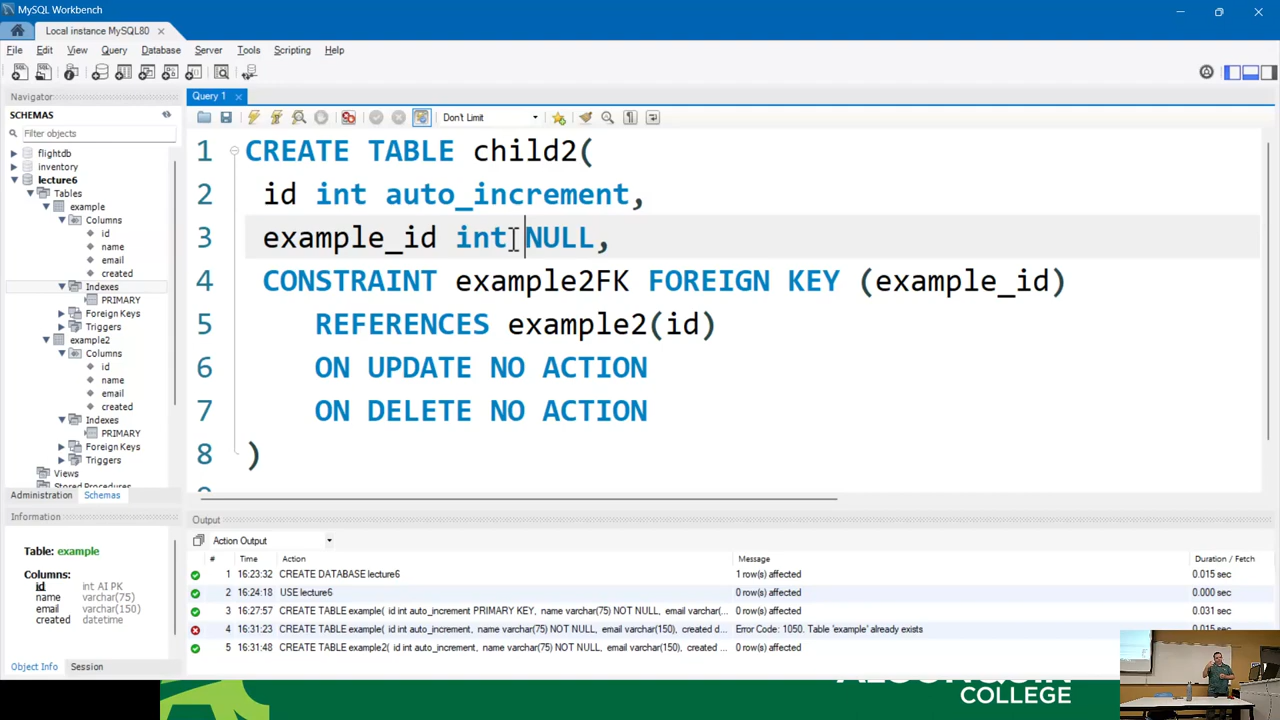 MySQL Workbench
Local instance MySQL80
File Edit View Query Database Server Tools Scripting Help
Navigator
SCHEMAS
Filter objects
flightdb
inventory
lecture6
Tables
example
Columns
id
name
email
created
Indexes
PRIMARY
Foreign Keys
Triggers
example2
Columns
id
name
email
created
Indexes
PRIMARY
Foreign Keys
Triggers
Views
Stored Procedures
Administration Schemas
Information
Table: example
Columns:
id int AI PK
name varchar(75)
email varchar(150)
created datetime
Object Info Session
Query 1
Don't Limit
1 CREATE TABLE child2(
2 id int auto_increment,
3 example_id int NULL,
4 CONSTRAINT example2FK FOREIGN KEY (example_id)
5 REFERENCES example2(id)
6 ON UPDATE NO ACTION
7 ON DELETE NO ACTION
8 )
Output
Action Output
# Time Action Message Duration / Fetch
1 16:23:32 CREATE DATABASE lecture6 1 row(s) affected 0.015 sec
2 16:24:18 USE lecture6 0 row(s) affected 0.000 sec
3 16:27:57 CREATE TABLE example( id int auto_increment PRIMARY KEY, name varchar(75) NOT NULL, email varchar(... 0 row(s) affected 0.031 sec
4 16:31:23 CREATE TABLE example( id int auto_increment, name varchar(75) NOT NULL, email varchar(150), created d... Error Code: 1050. Table 'example' already exists 0.015 sec
5 16:31:48 CREATE TABLE example2( id int auto_increment, name varchar(75) NOT NULL, email varchar(150), created ... 0 row(s) affected
ALGONQUIN
COLLEGE